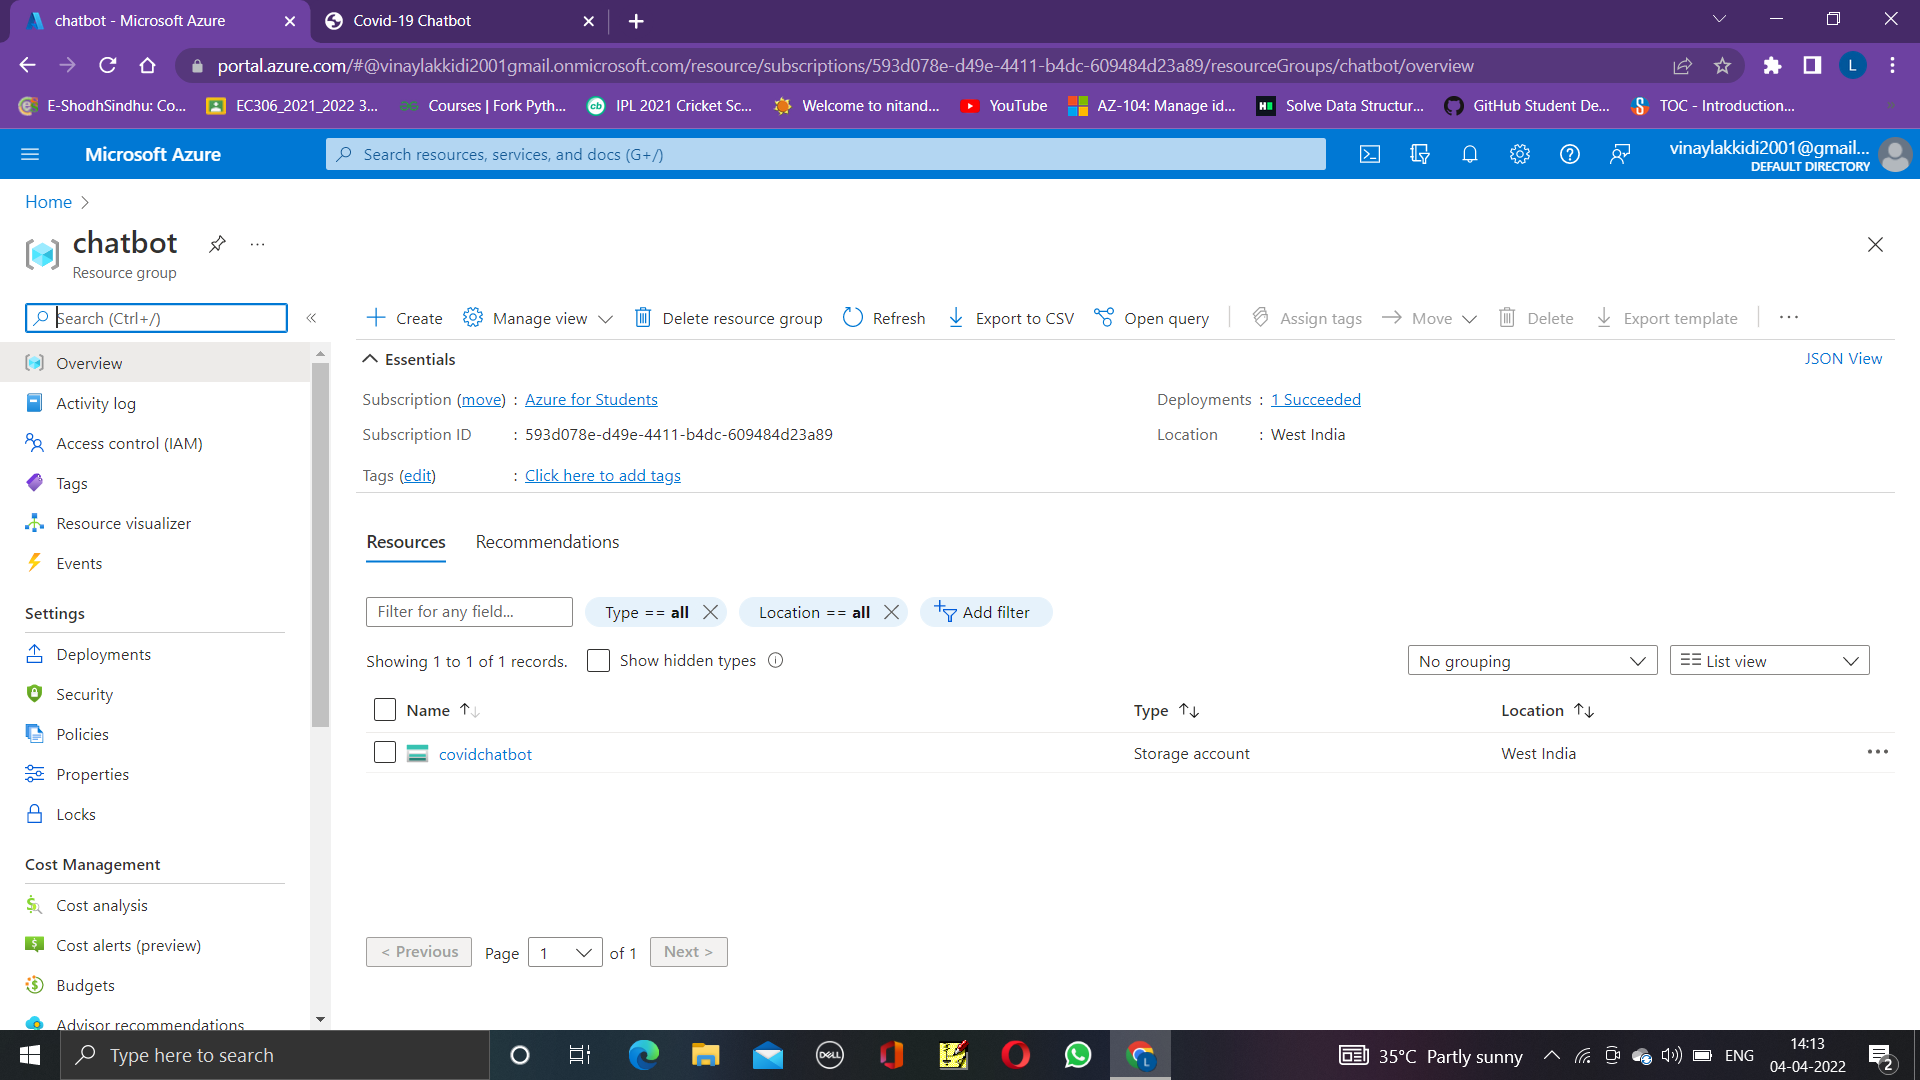 chatbot - Microsoft Azure
Covid-19 Chatbot
portal.azure.com/#@vinaylakkidi2001gmail.onmicrosoft.com/resource/subscriptions/593d078e-d49e-4411-b4dc-609484d23a89/resourceGroups/chatbot/overview
L
E-ShodhSindhu: Co...
EC306_2021_2022 3...
Courses | Fork Pyth...
cb
IPL 2021 Cricket Sc...
Welcome to nitand...
YouTube
AZ-104: Manage id...
Solve Data Structur...
GitHub Student De...
TOC - Introduction...
Microsoft Azure
Search resources, services, and docs (G+/)
vinaylakkidi2001@gmail...
DEFAULT DIRECTORY
Home >
chatbot
Resource group
Search (Ctrl+/)
Create
Manage view
Delete resource group
Refresh
Export to CSV
Open query
Assign tags
Move
Delete
Export template
Overview
Activity log
Access control (IAM)
Tags
Resource visualizer
Events
Settings
Deployments
Security
Policies
Properties
Locks
Cost Management
Cost analysis
Cost alerts (preview)
Budgets
Advisor recommendations
Essentials
JSON View
Subscription (move) : Azure for Students
Deployments : 1 Succeeded
Subscription ID : 593d078e-d49e-4411-b4dc-609484d23a89
Location : West India
Tags (edit) : Click here to add tags
Resources
Recommendations
Filter for any field...
Type == all
Location == all
Add filter
Showing 1 to 1 of 1 records.
Show hidden types
No grouping
List view
Name
Type
Location
covidchatbot
Storage account
West India
< Previous
Page 1 of 1
Next >
Type here to search
DELL
L
35°C Partly sunny
ENG
14:13
04-04-2022
2